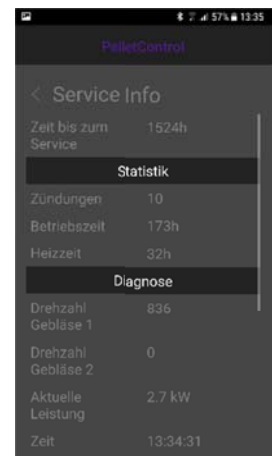 57% 13:35
PelletControl
< Service Info
Zeit bis zum 1524h
Service
Statistik
Zündungen 10
Betriebszeit 173h
Heizzeit 32h
Diagnose
Drehzahl 836
Gebläse 1
Drehzahl 0
Gebläse 2
Aktuelle 2.7 kW
Leistung
Zeit 13:34:31